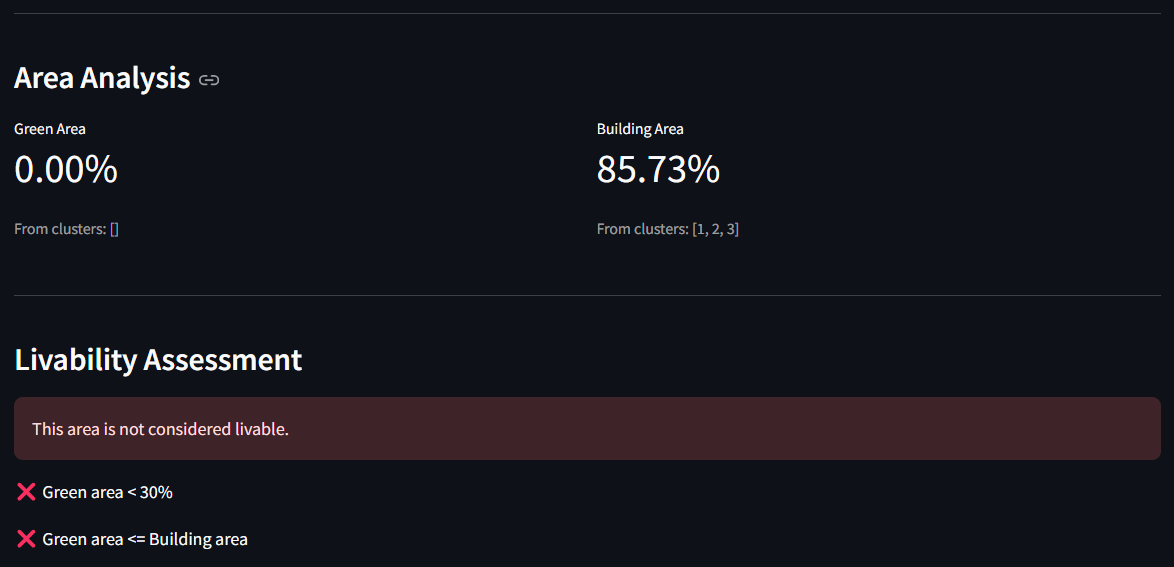 Area Analysis
Green Area
Building Area
0.00%
85.73%
From clusters: []
From clusters: [1, 2, 3]
Livability Assessment
This area is not considered livable.
❌ Green area < 30%
❌ Green area <= Building area